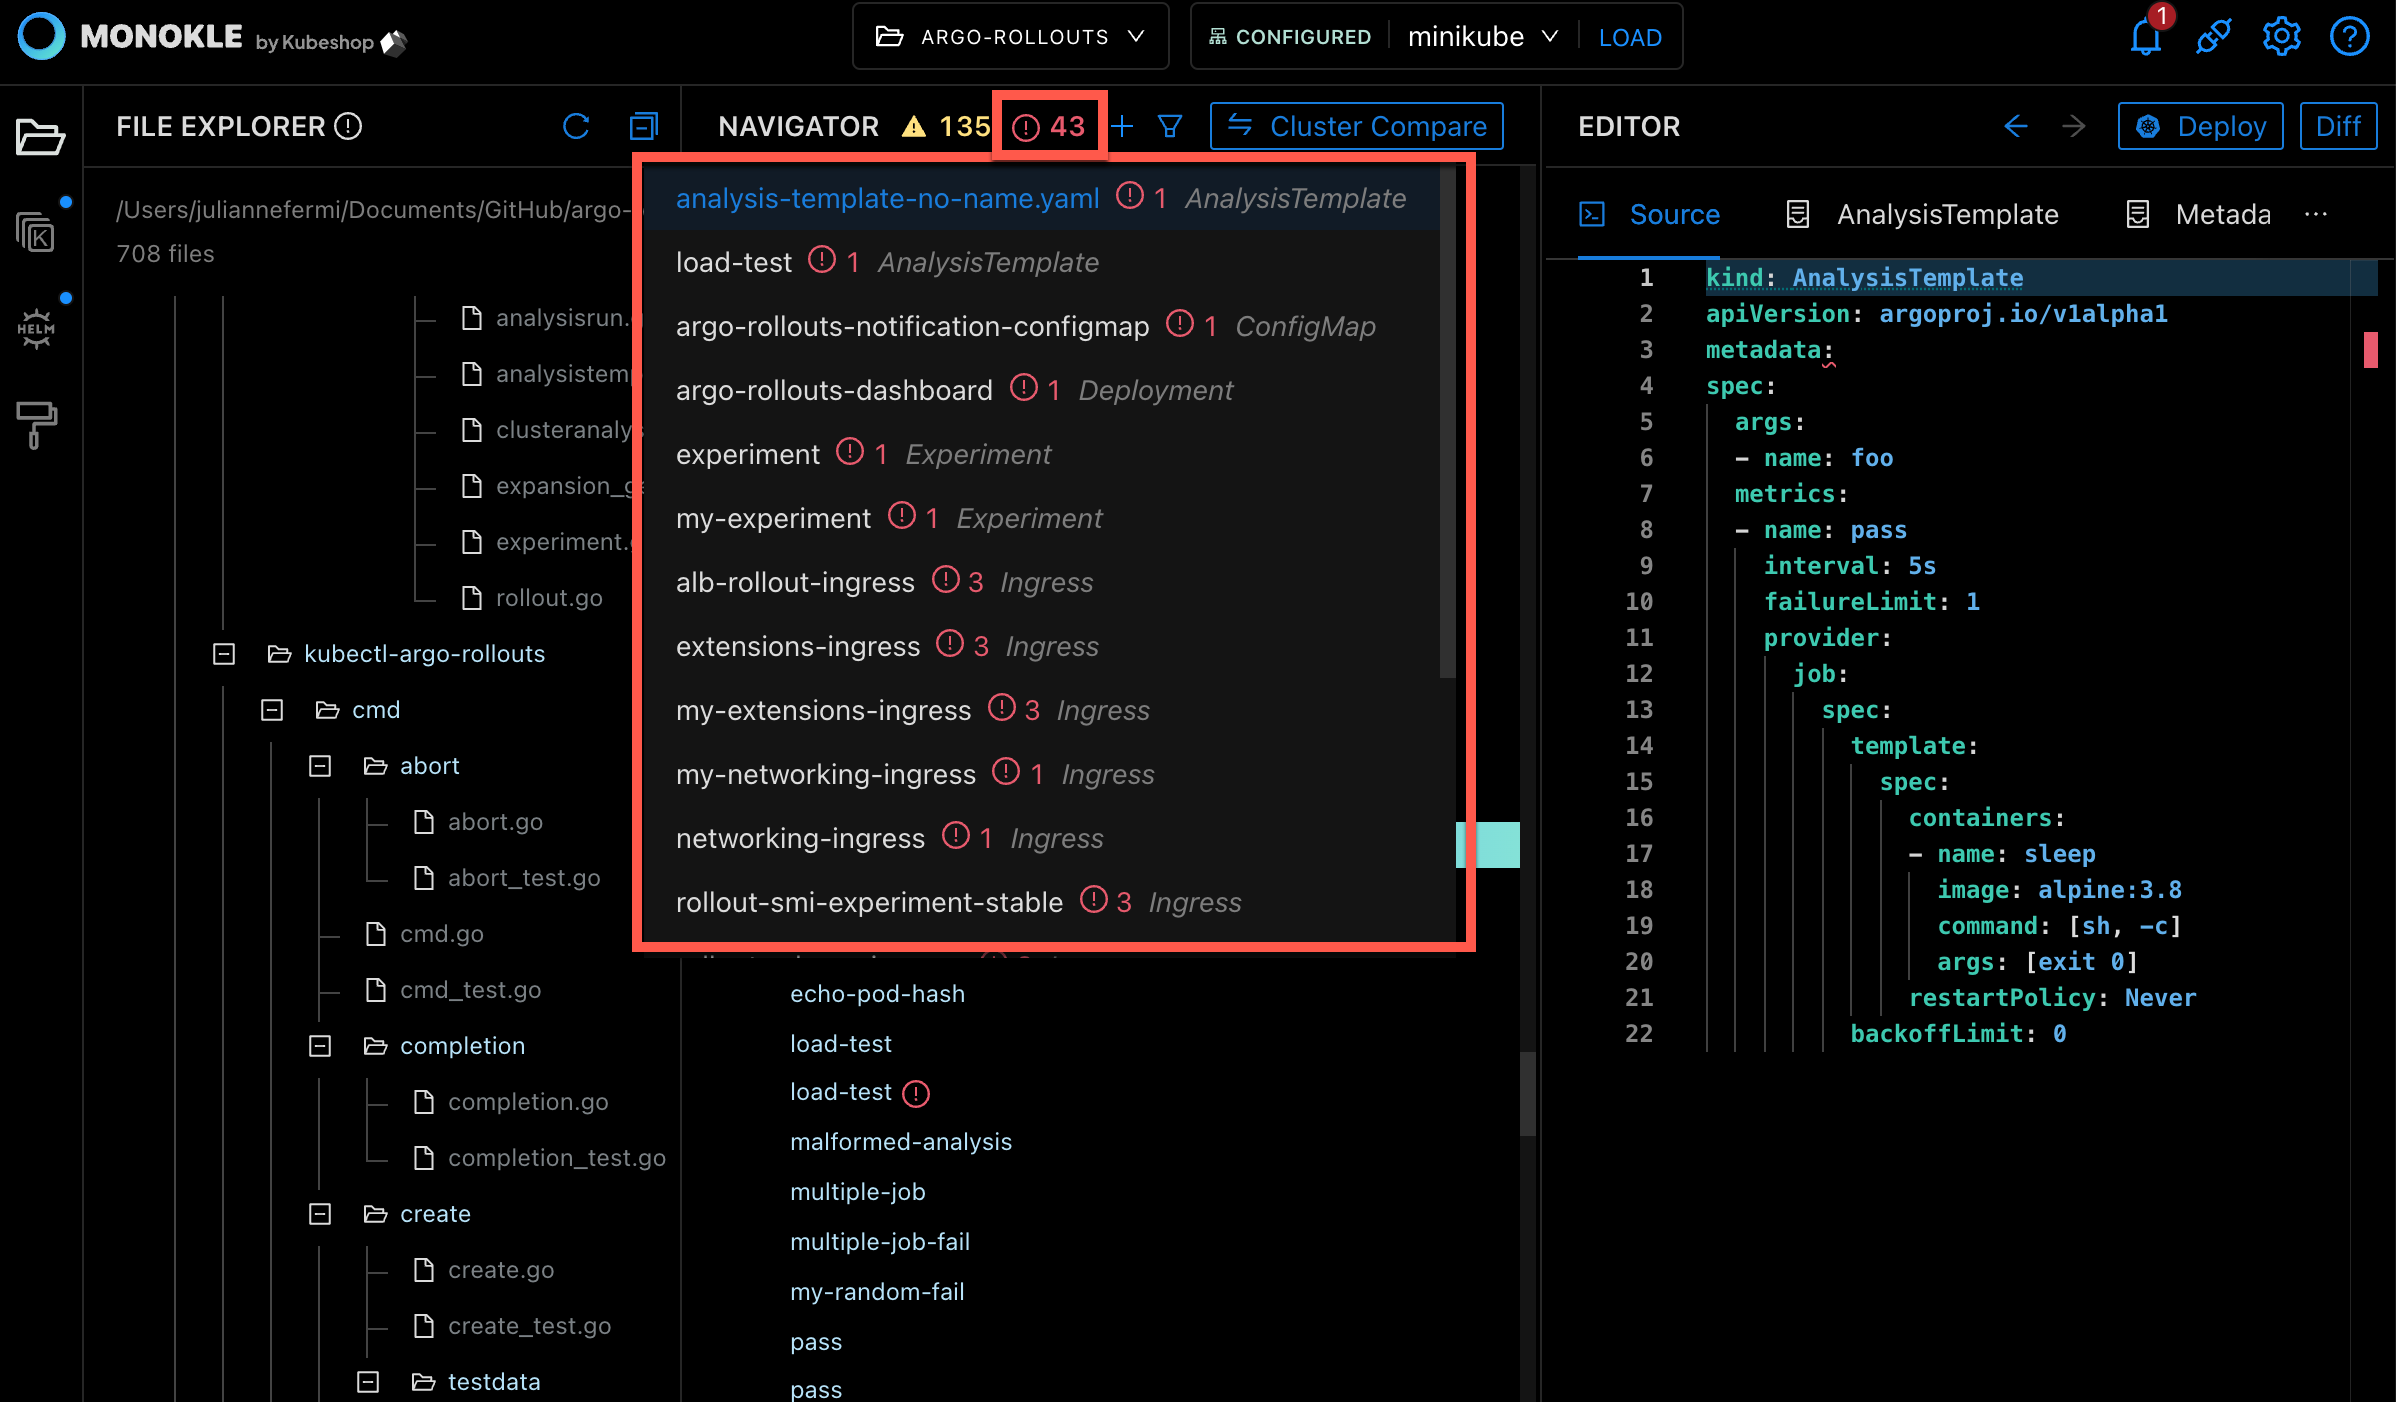 MONOKLE by Kubeshop
ARGO-ROLLOUTS
CONFIGURED minikube LOAD
1
FILE EXPLORER
NAVIGATOR 135 43
Cluster Compare
EDITOR
Deploy
Diff
/Users/juliannefermi/Documents/GitHub/argo-
708 files
analysisrun.
analysistem
clusteranalys
expansion_
experiment.
rollout.go
kubectl-argo-rollouts
cmd
abort
abort.go
abort_test.go
cmd.go
cmd_test.go
completion
completion.go
completion_test.go
create
create.go
create_test.go
testdata
HELM
K
analysis-template-no-name.yaml 1 AnalysisTemplate
load-test 1 AnalysisTemplate
argo-rollouts-notification-configmap 1 ConfigMap
argo-rollouts-dashboard 1 Deployment
experiment 1 Experiment
my-experiment 1 Experiment
alb-rollout-ingress 3 Ingress
extensions-ingress 3 Ingress
my-extensions-ingress 3 Ingress
my-networking-ingress 1 Ingress
networking-ingress 1 Ingress
rollout-smi-experiment-stable 3 Ingress
echo-pod-hash
load-test
load-test
malformed-analysis
multiple-job
multiple-job-fail
my-random-fail
pass
pass
Source AnalysisTemplate Metada ...
1 kind: AnalysisTemplate
2 apiVersion: argoproj.io/v1alpha1
3 metadata:
4 spec:
5 args:
6 - name: foo
7 metrics:
8 - name: pass
9 interval: 5s
10 failureLimit: 1
11 provider:
12 job:
13 spec:
14 template:
15 spec:
16 containers:
17 - name: sleep
18 image: alpine:3.8
19 command: [sh, -c]
20 args: [exit 0]
21 restartPolicy: Never
22 backoffLimit: 0